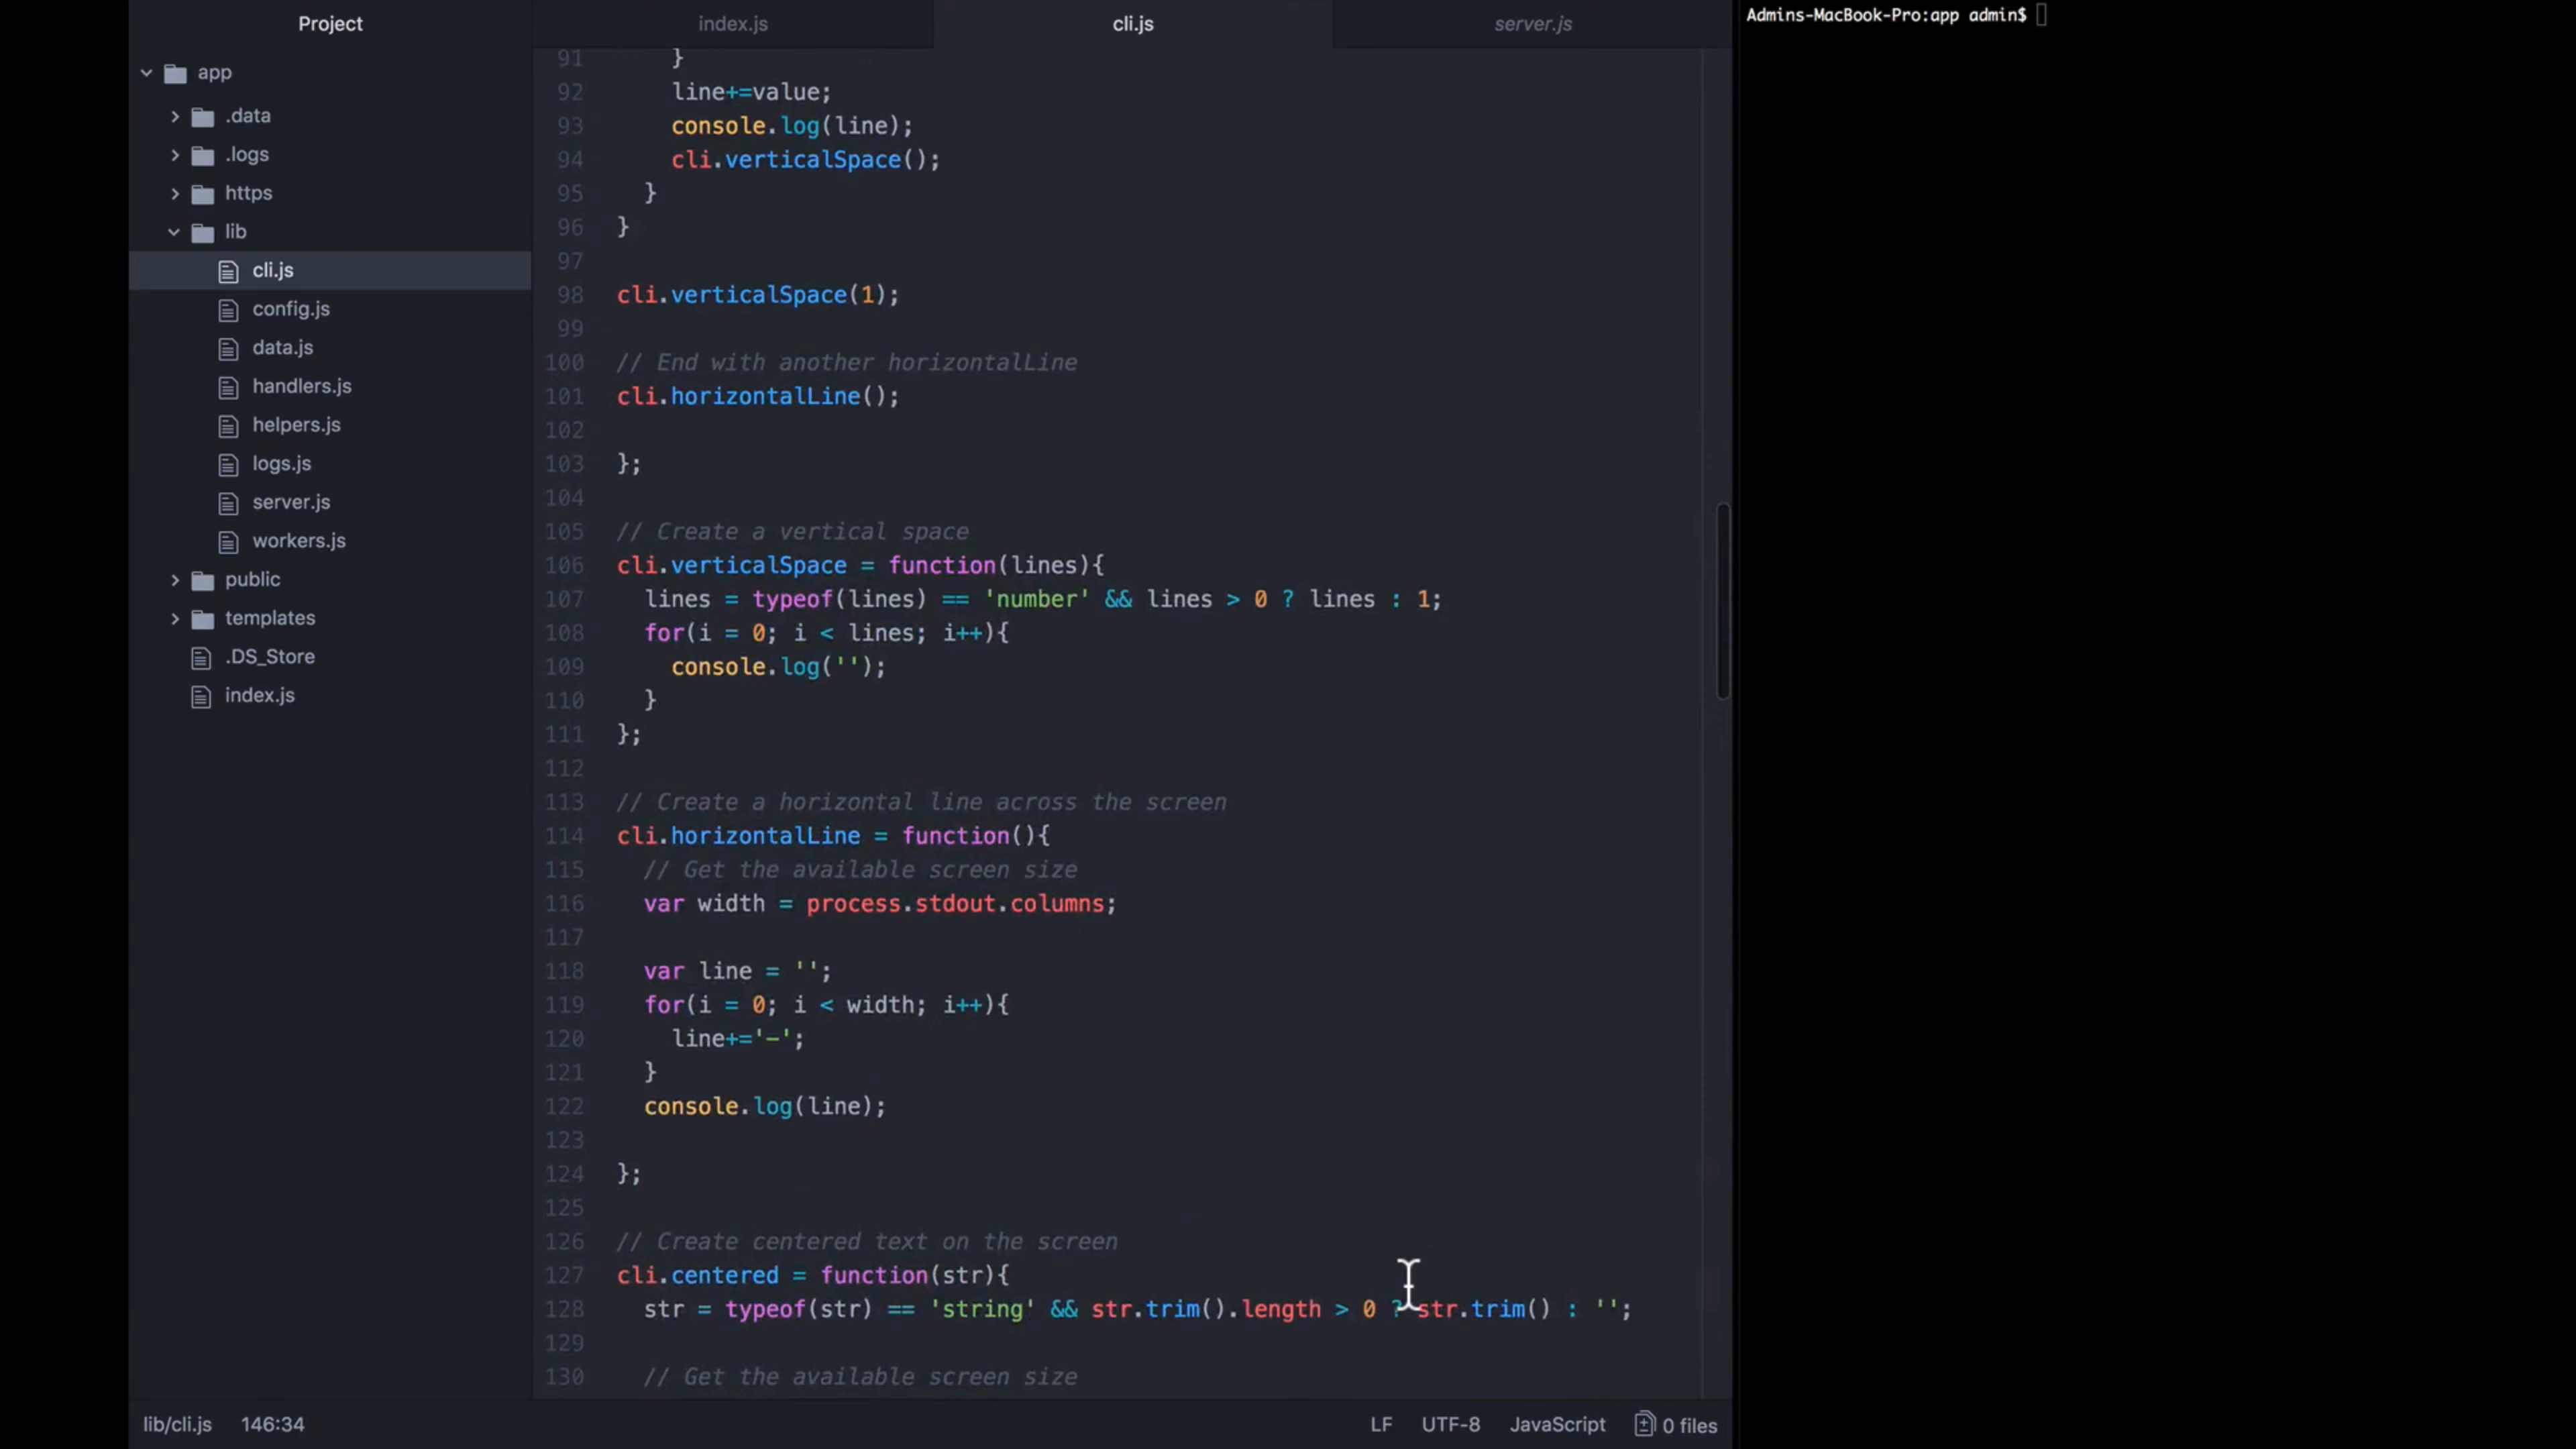 Project
app
.data
.logs
https
lib
cli.js
config.js
data.js
handlers.js
helpers.js
logs.js
server.js
workers.js
public
templates
.DS_Store
index.js
index.js
cli.js
server.js
91 }
92 line+=value;
93 console.log(line);
94 cli.verticalSpace();
95 }
96 }
97
98 cli.verticalSpace(1);
99
100 // End with another horizontalLine
101 cli.horizontalLine();
102
103 };
104
105 // Create a vertical space
106 cli.verticalSpace = function(lines){
107 lines = typeof(lines) == 'number' && lines > 0 ? lines : 1;
108 for(i = 0; i < lines; i++){
109 console.log('');
110 }
111 };
112
113 // Create a horizontal line across the screen
114 cli.horizontalLine = function(){
115 // Get the available screen size
116 var width = process.stdout.columns;
117
118 var line = '';
119 for(i = 0; i < width; i++){
120 line+='-';
121 }
122 console.log(line);
123
124 };
125
126 // Create centered text on the screen
127 cli.centered = function(str){
128 str = typeof(str) == 'string' && str.trim().length > 0 ? str.trim() : '';
129
130 // Get the available screen size
lib/cli.js 146:34
LF UTF-8 JavaScript 0 files
Admins-MacBook-Pro:app admin$